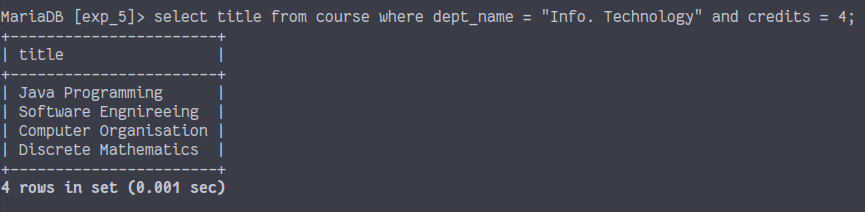 MariaDB [exp_5]> select title from course where dept_name = "Info. Technology" and credits = 4;
+-----------------------+
| title                 |
+-----------------------+
| Java Programming      |
| Software Engnireeing  |
| Computer Organisation |
| Discrete Mathematics  |
+-----------------------+
4 rows in set (0.001 sec)